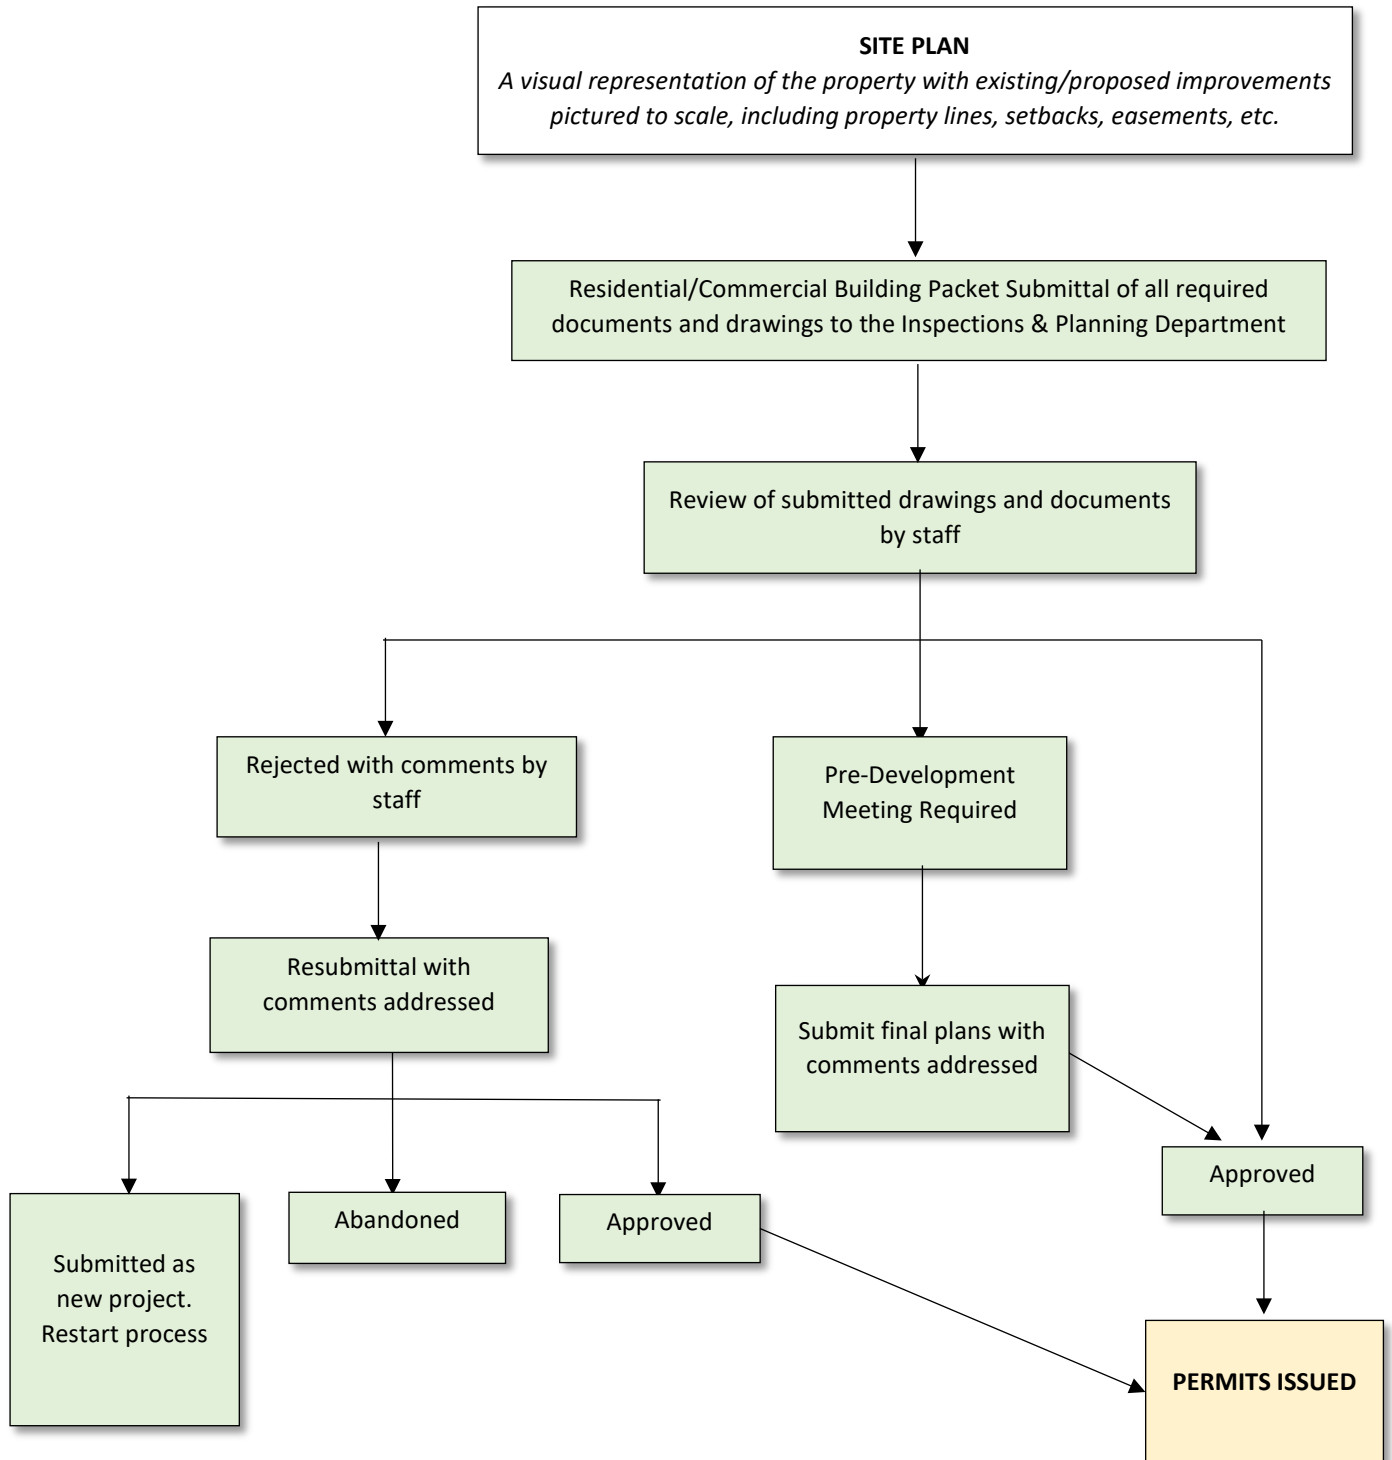 SITE PLAN
A visual representation of the property with existing/proposed improvements
pictured to scale, including property lines, setbacks, easements, etc.
Residential/Commercial Building Packet Submittal of all required
documents and drawings to the Inspections & Planning Department
Review of submitted drawings and documents
by staff
Rejected with comments by
staff
Pre-Development
Meeting Required
Resubmittal with
comments addressed
Submit final plans with
comments addressed
Approved
Submitted as
new project.
Restart process
Abandoned
Approved
PERMITS ISSUED